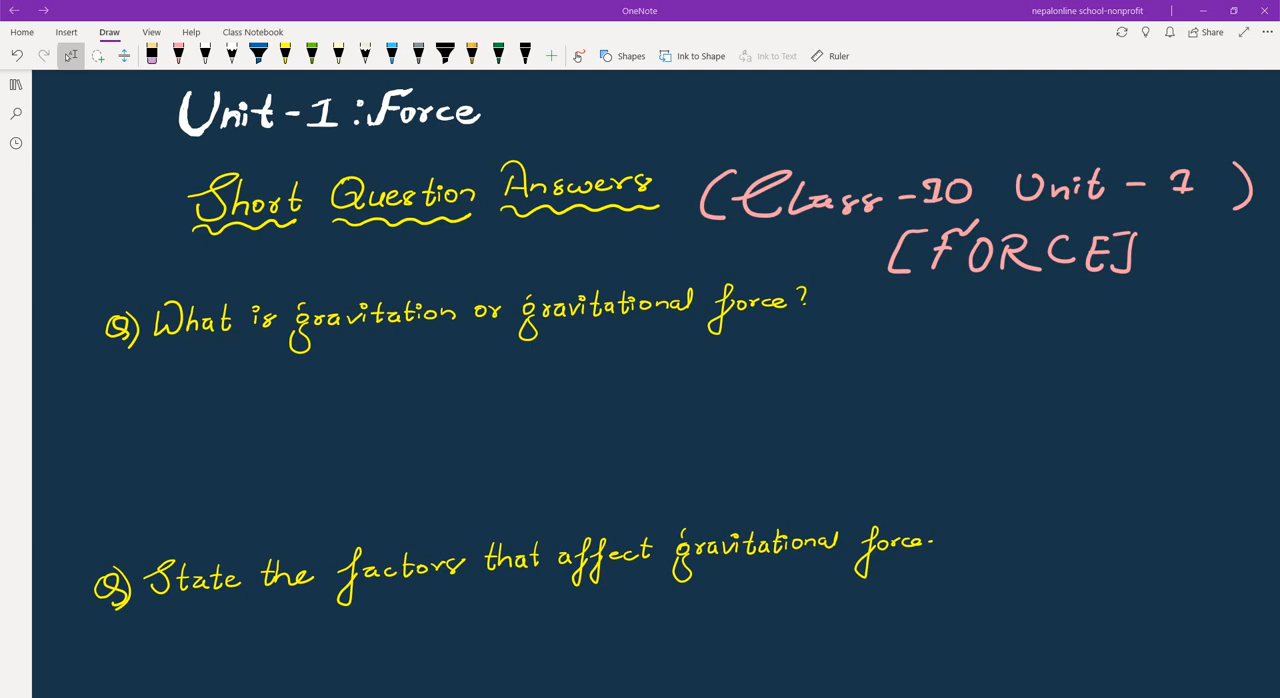 OneNote
nepalonline school-nonprofit
Home Insert Draw View Help Class Notebook
Share
Shapes Ink to Shape Ink to Text Ruler
Unit-1 : Force
Short Question Answers (Class-10 Unit-1)
[FORCE]
Q) What is gravitation or gravitational force?
Q) State the factors that affect gravitational force.